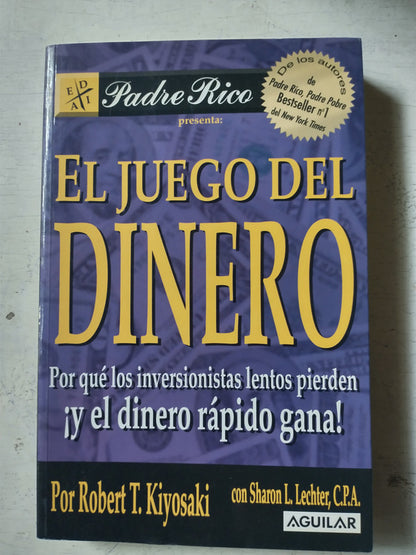 E D A I
Padre Rico
presenta:
De los autores
de
Padre Rico, Padre Pobre
Bestseller nº1
del New York Times
EL JUEGO DEL
DINERO
Por qué los inversionistas lentos pierden
¡y el dinero rápido gana!
Por Robert T. Kiyosaki
con Sharon L. Lechter, C.P.A.
AGUILAR